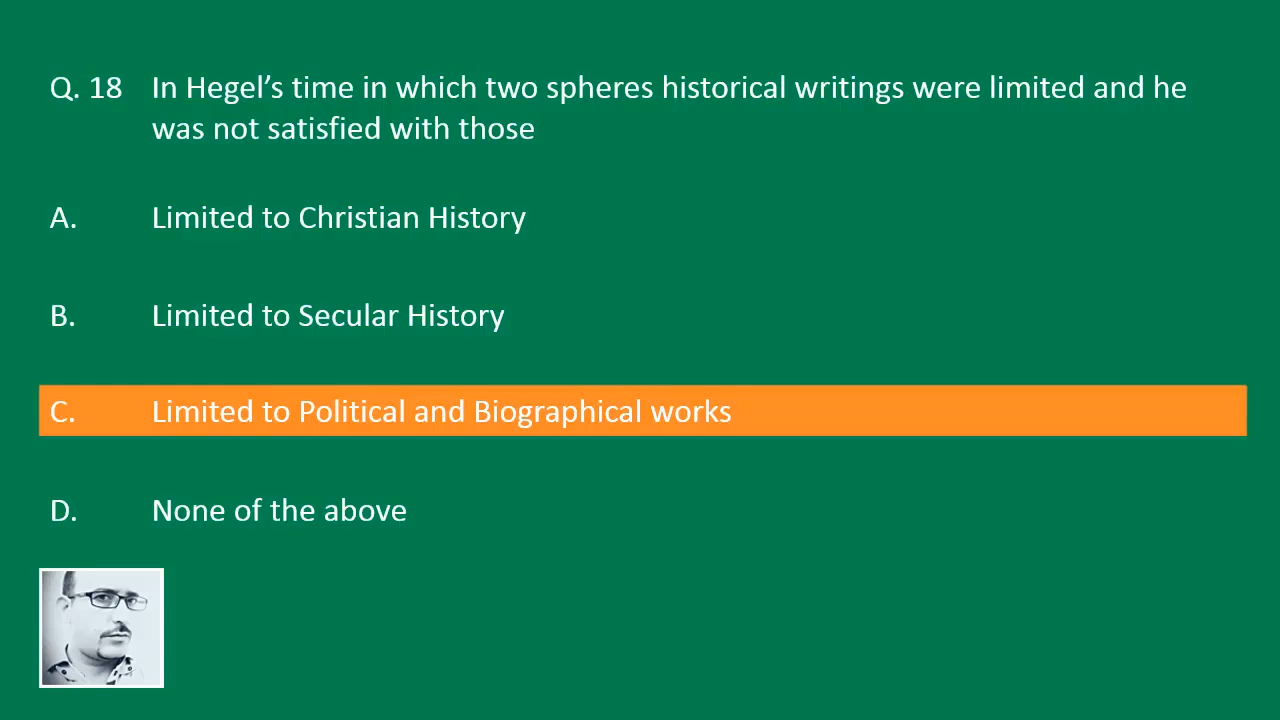 Q. 18 In Hegel’s time in which two spheres historical writings were limited and he
was not satisfied with those
A. Limited to Christian History
B. Limited to Secular History
C. Limited to Political and Biographical works
D. None of the above